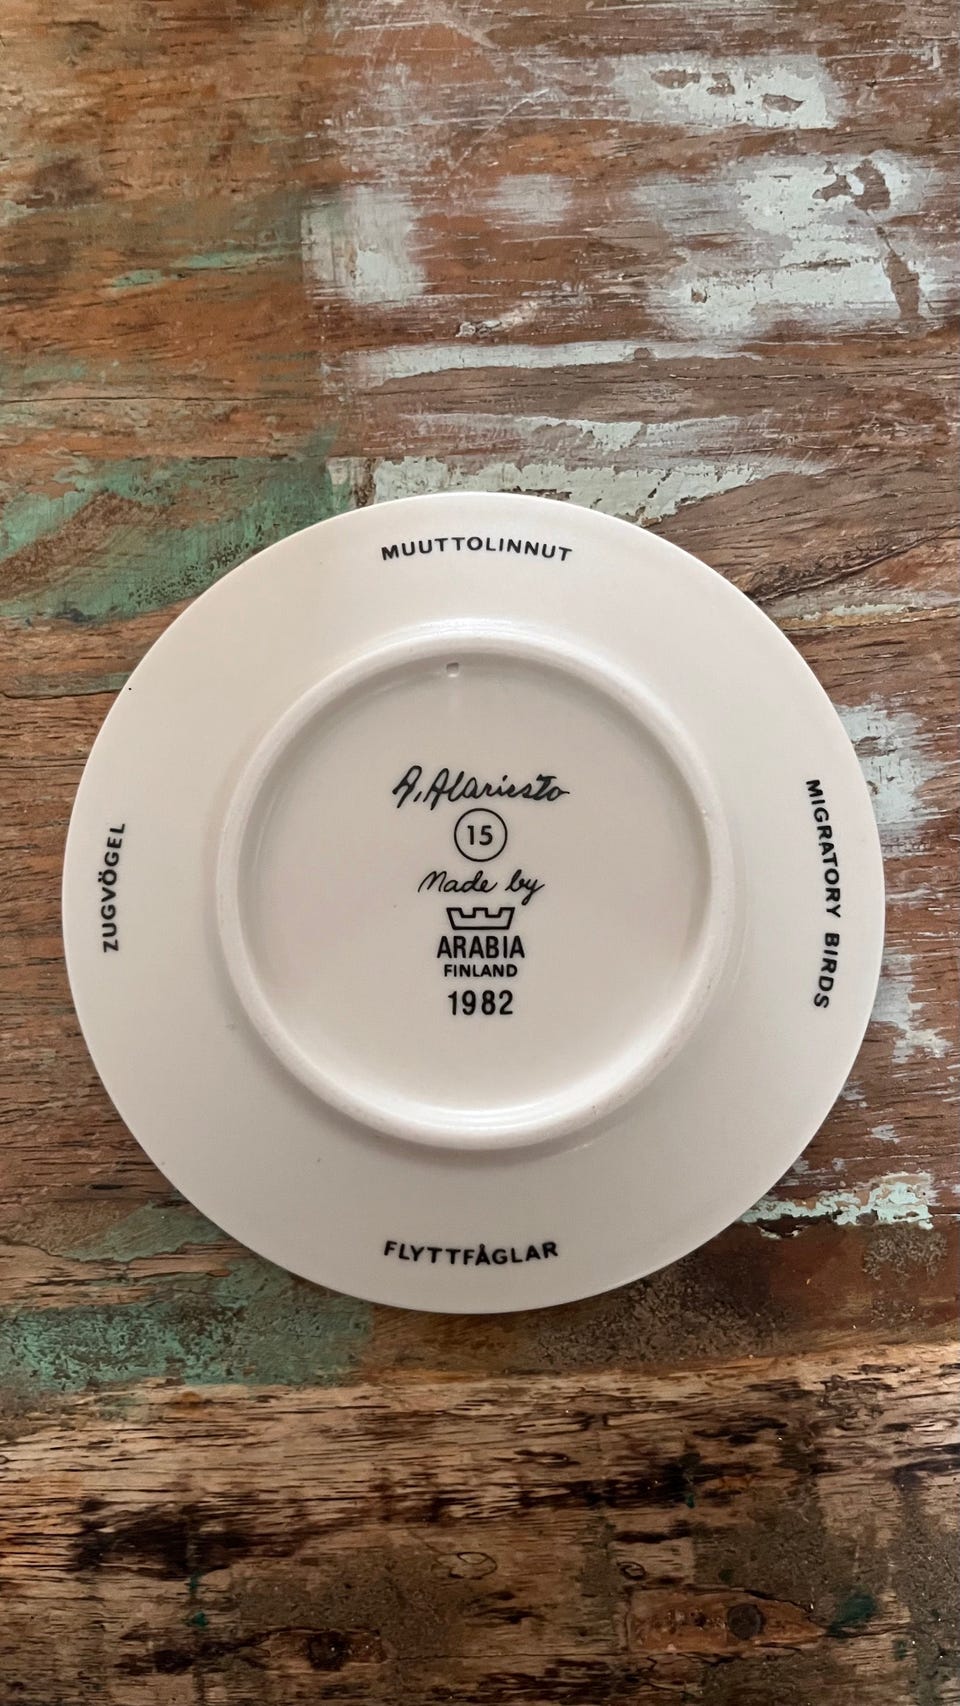 MUUTTOLINNUT
A. Alariesto
15
Made by
ARABIA
FINLAND
1982
ZUGVÖGEL
MIGRATORY BIRDS
FLYTTFÅGLAR